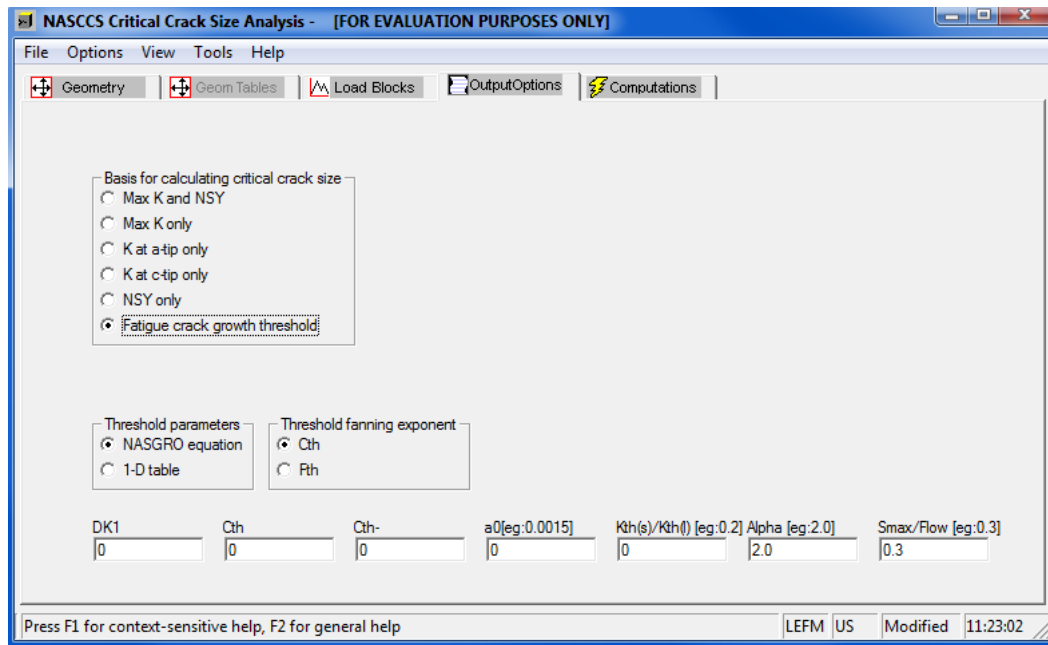 NASCCS Critical Crack Size Analysis - [FOR EVALUATION PURPOSES ONLY]
File Options View Tools Help
Geometry Geom Tables Load Blocks OutputOptions Computations
Basis for calculating critical crack size
Max K and NSY
Max K only
K at a-tip only
K at c-tip only
NSY only
Fatigue crack growth threshold
Threshold parameters Threshold fanning exponent
NASGRO equation Cth
1-D table Fth
DK1 Cth Cth- a0[eg:0.0015] Kth(s)/Kth(l) [eg:0.2] Alpha [eg:2.0] Smax/Flow [eg:0.3]
0 0 0 0 0 2.0 0.3
Press F1 for context-sensitive help, F2 for general help LEFM US Modified 11:23:02